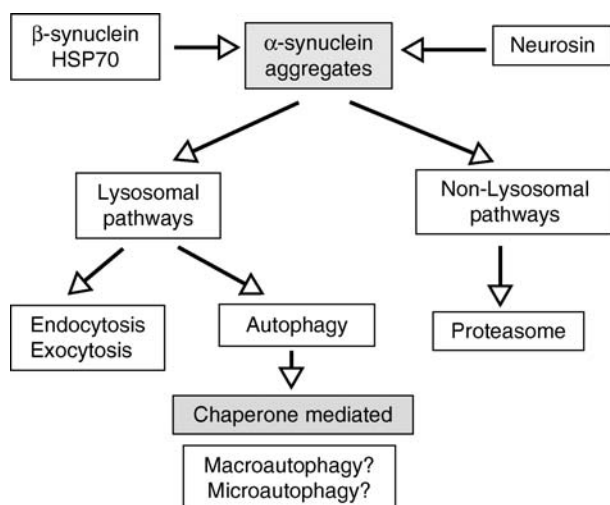 β-synuclein
HSP70
α-synuclein
aggregates
Neurosin
Lysosomal
pathways
Non-Lysosomal
pathways
Endocytosis
Exocytosis
Autophagy
Proteasome
Chaperone mediated
Macroautophagy?
Microautophagy?